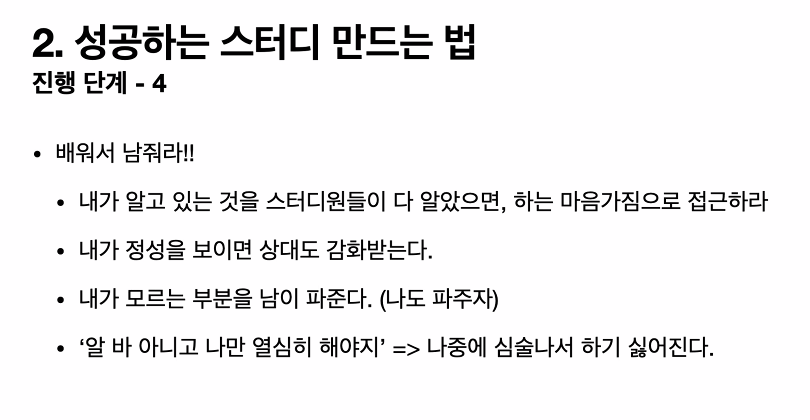 2. 성공하는 스터디 만드는 법
진행 단계 - 4
• 배워서 남줘라!!
• 내가 알고 있는 것을 스터디원들이 다 알았으면, 하는 마음가짐으로 접근하라
• 내가 정성을 보이면 상대도 감화받는다.
• 내가 모르는 부분을 남이 파준다. (나도 파주자)
• ‘알 바 아니고 나만 열심히 해야지’ => 나중에 심술나서 하기 싫어진다.